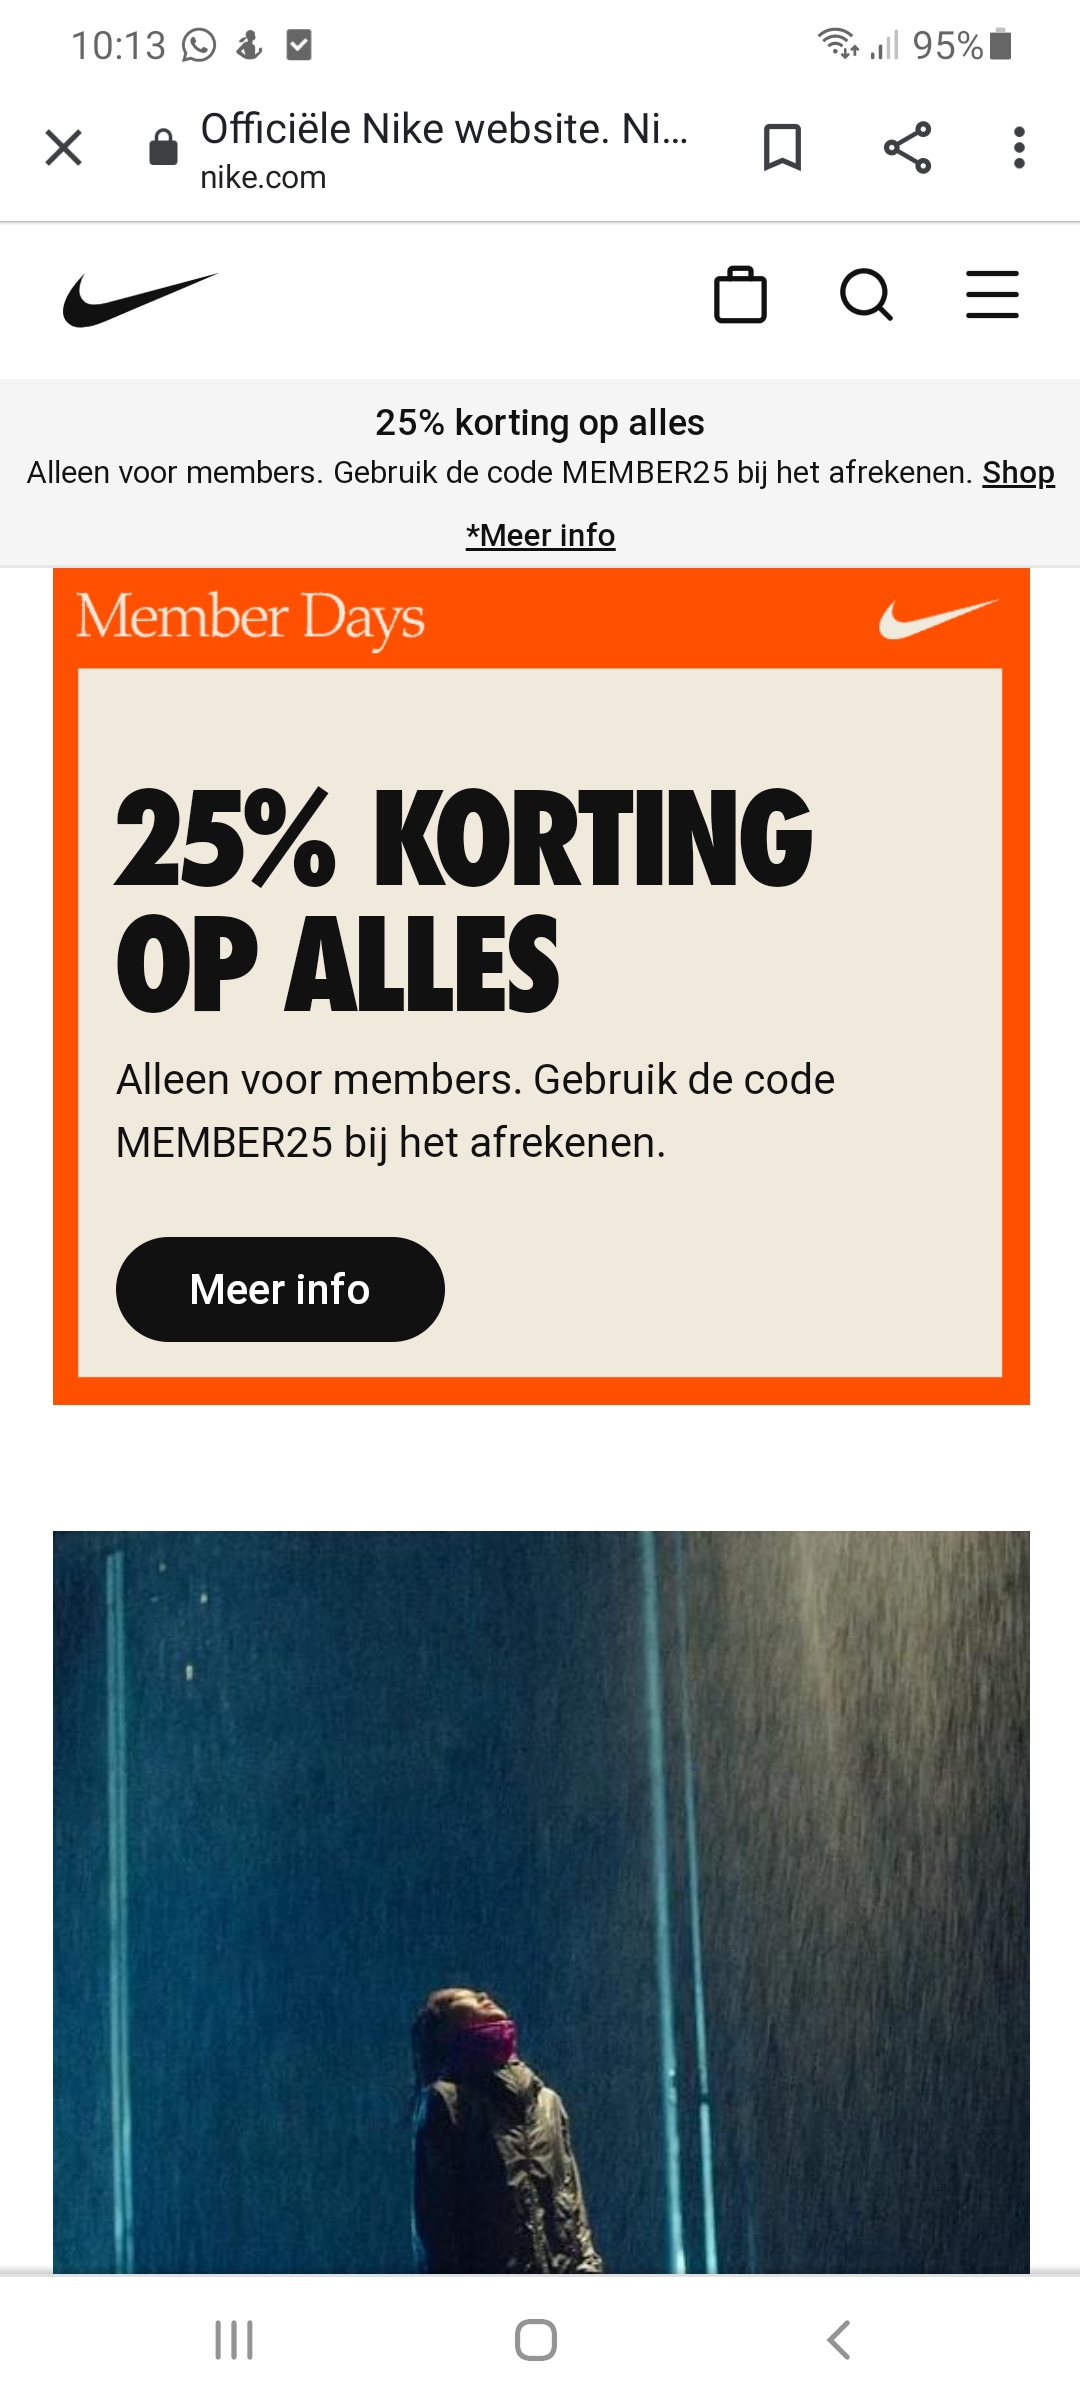 10:13
95%
Officiële Nike website. Ni...
nike.com
25% korting op alles
Alleen voor members. Gebruik de code MEMBER25 bij het afrekenen. Shop
*Meer info
Member Days
25% KORTING
OP ALLES
Alleen voor members. Gebruik de code
MEMBER25 bij het afrekenen.
Meer info